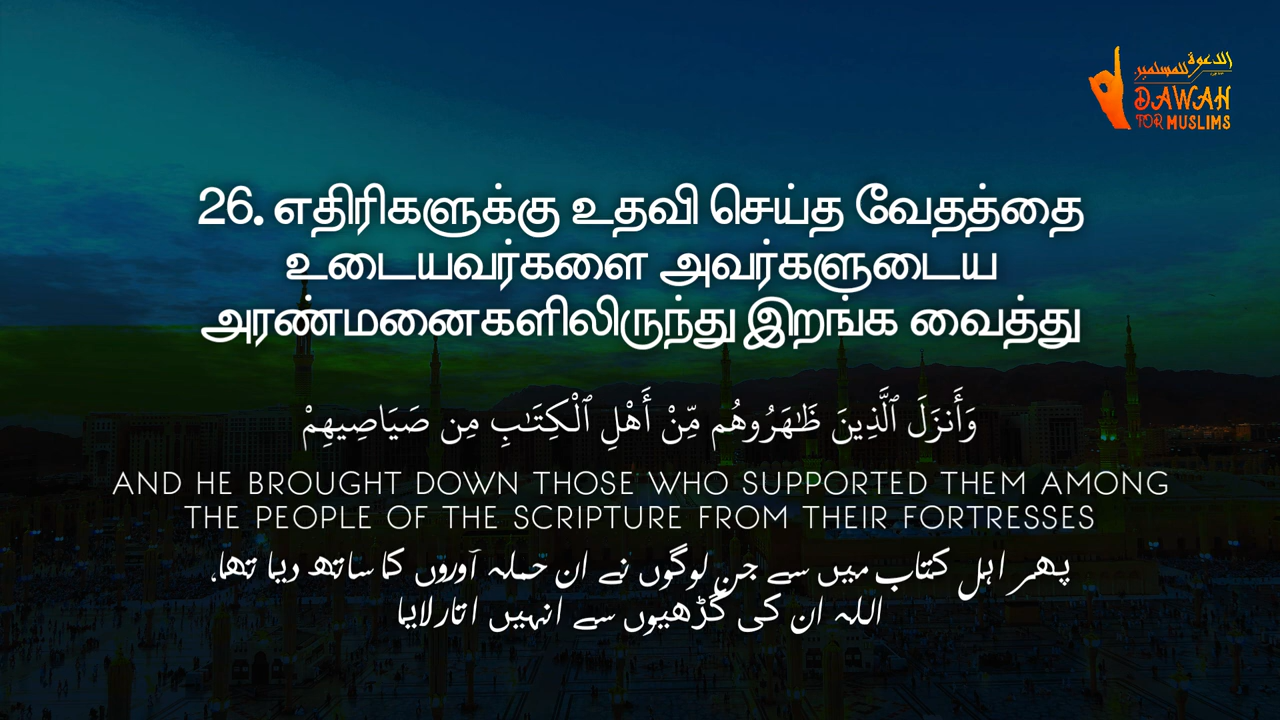 الدعوة للمسلمين
DAWAH
FOR MUSLIMS
26. எதிரிகளுக்கு உதவி செய்த வேதத்தை
உடையவர்களை அவர்களுடைய
அரண்மனைகளிலிருந்து இறங்க வைத்து
وَأَنزَلَ ٱلَّذِينَ ظَـٰهَرُوهُم مِّنْ أَهْلِ ٱلْكِتَـٰبِ مِن صَيَاصِيهِمْ
AND HE BROUGHT DOWN THOSE WHO SUPPORTED THEM AMONG
THE PEOPLE OF THE SCRIPTURE FROM THEIR FORTRESSES
پھر اہل کتاب میں سے جن لوگوں نے ان حملہ آوروں کا ساتھ دیا تھا،
اللہ ان کی گڑھیوں سے انہیں اتارلایا